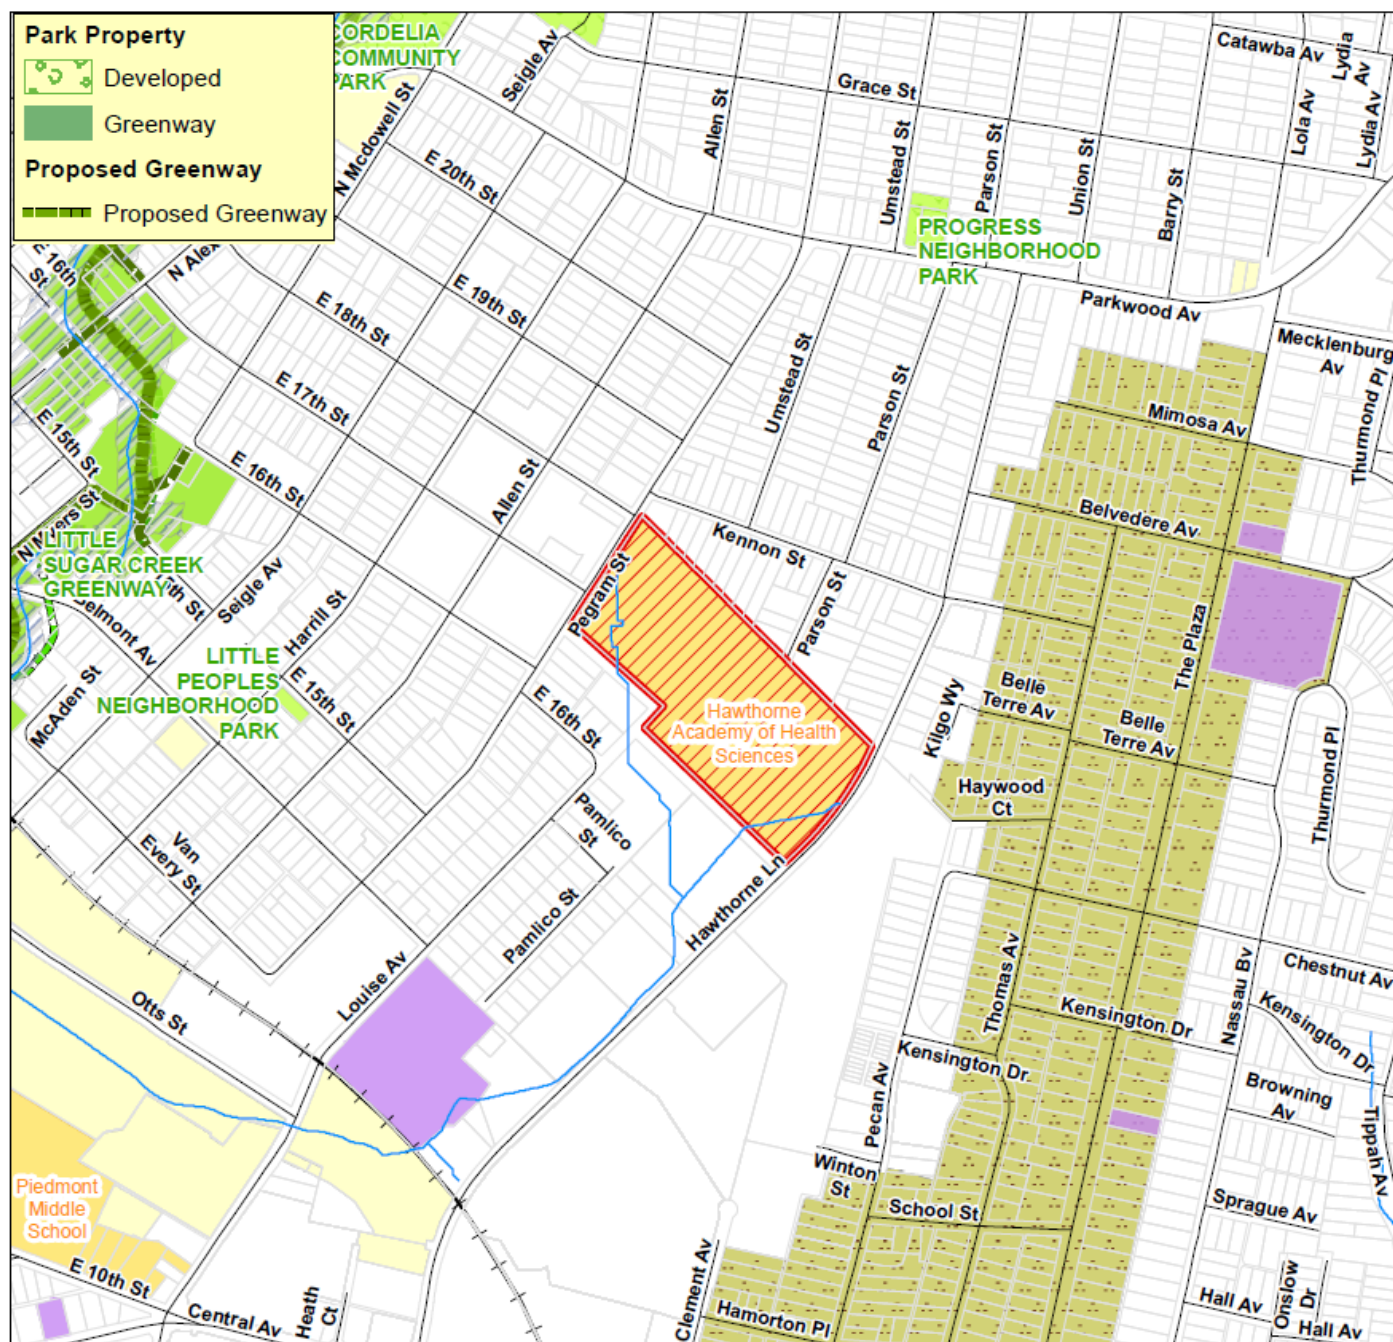 Park Property
Developed
Greenway
Proposed Greenway
Proposed Greenway
CORDELIA
COMMUNITY
PARK
Seigle Av
N Mcdowell St
E 20th St
Allen St
Grace St
Umstead St
Parson St
Union St
Barry St
Catawba Av
Lola Av
Lydia
Av
Lydia Av
PROGRESS
NEIGHBORHOOD
PARK
Parkwood Av
Mecklenburg
Av
Thurmond Pl
E 16th
St
N Alex
E 18th St
E 19th St
E 17th St
E 16th St
E 15th St
N Myers St
LITTLE
SUGAR CREEK
GREENWAY
15th St
Belmont Av
Seigle Av
Harrill St
Allen St
Umstead St
Parson St
Mimosa Av
Belvedere Av
The Plaza
Kennon St
Parson St
Pegram St
LITTLE
PEOPLES
NEIGHBORHOOD
PARK
McAden St
E 15th St
E 16th St
Hawthorne
Academy of Health
Sciences
Kilgo Wy
Belle
Terre Av
Belle
Terre Av
Haywood
Ct
Thurmond Pl
Van
Every St
Pamlico
St
Pamlico St
Louise Av
Hawthorne Ln
Otts St
Thomas Av
Nassau Bv
Chestnut Av
Kensington Dr
Kensington Dr
Kensington Dr
Pecan Av
Browning
Av
Tippah Av
Winton
St
School St
Sprague Av
Piedmont
Middle
School
E 10th St
Central Av
Heath
Ct
Clement Av
Hamorton Pl
Hall Av
Onslow
Dr
Hall Av